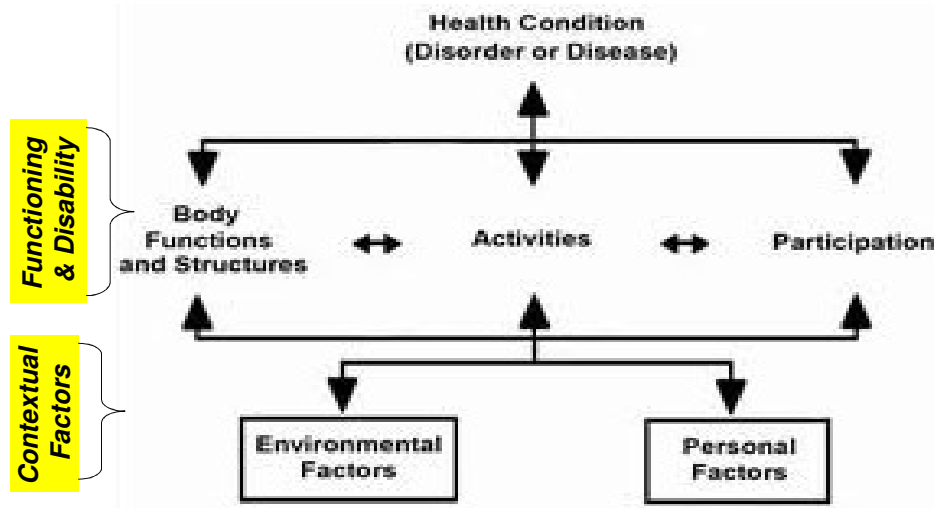 Health Condition
(Disorder or Disease)
Functioning
& Disability
Body
Functions
and Structures
Activities
Participation
Contextual
Factors
Environmental
Factors
Personal
Factors